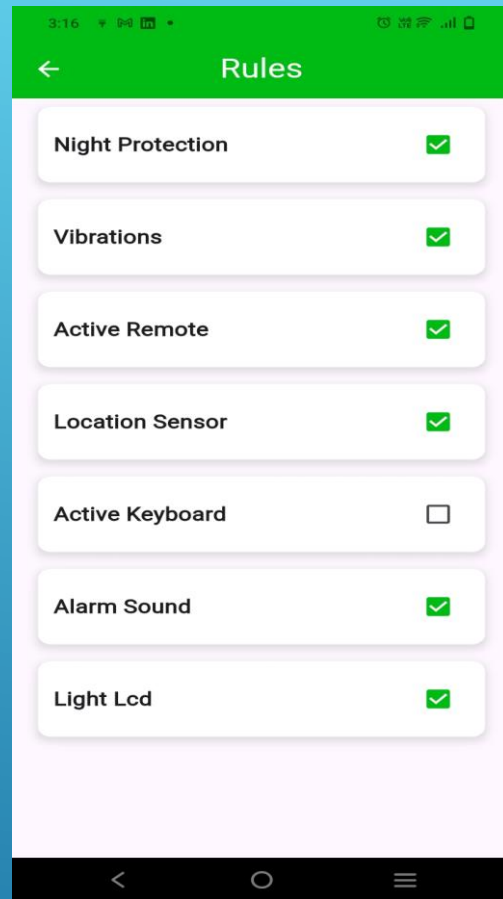 3:16
Rules
Night Protection
Vibrations
Active Remote
Location Sensor
Active Keyboard
Alarm Sound
Light Lcd